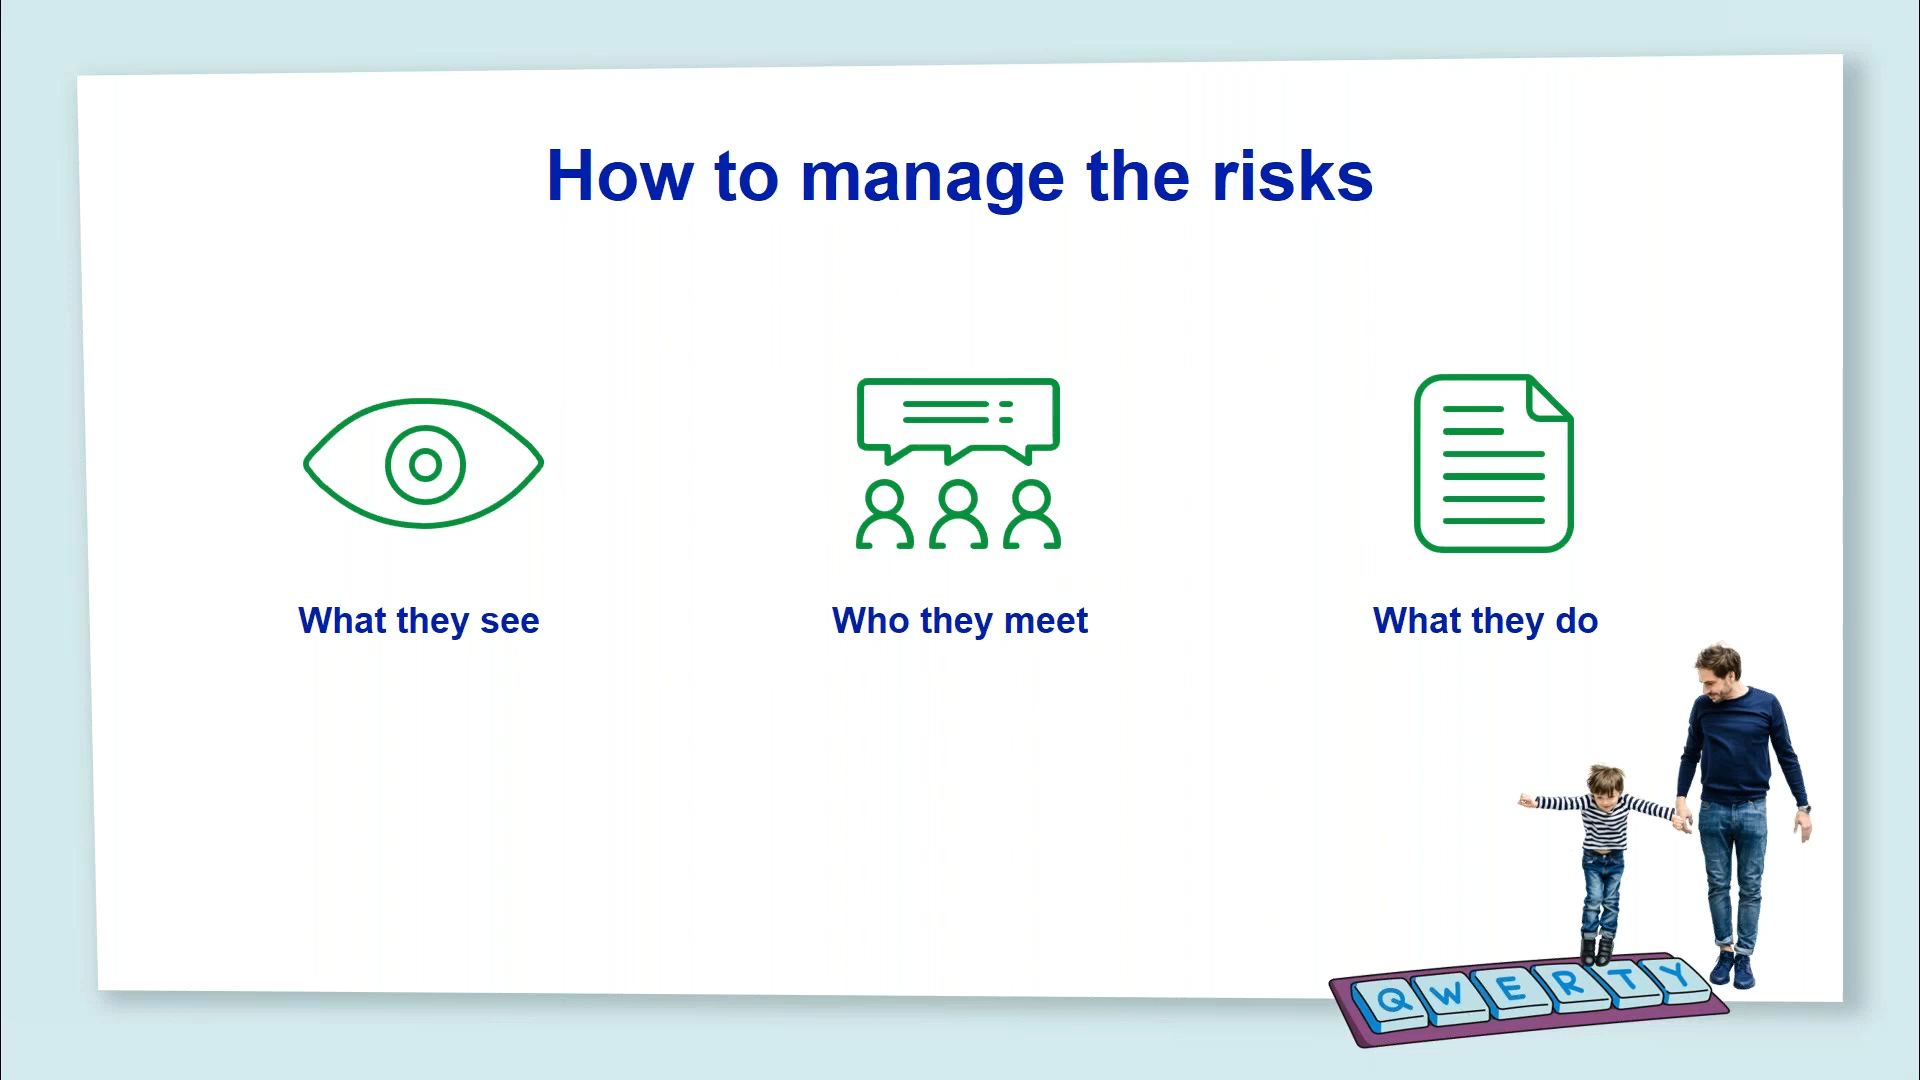 How to manage the risks
What they see
Who they meet
What they do
QWERTY